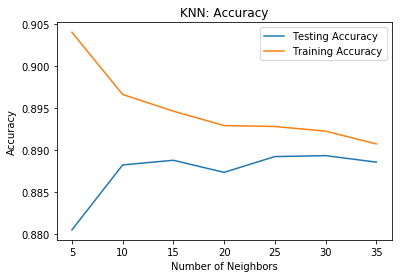 KNN: Accuracy
Testing Accuracy
Training Accuracy
Accuracy
0.905
0.900
0.895
0.890
0.885
0.880
5 10 15 20 25 30 35
Number of Neighbors